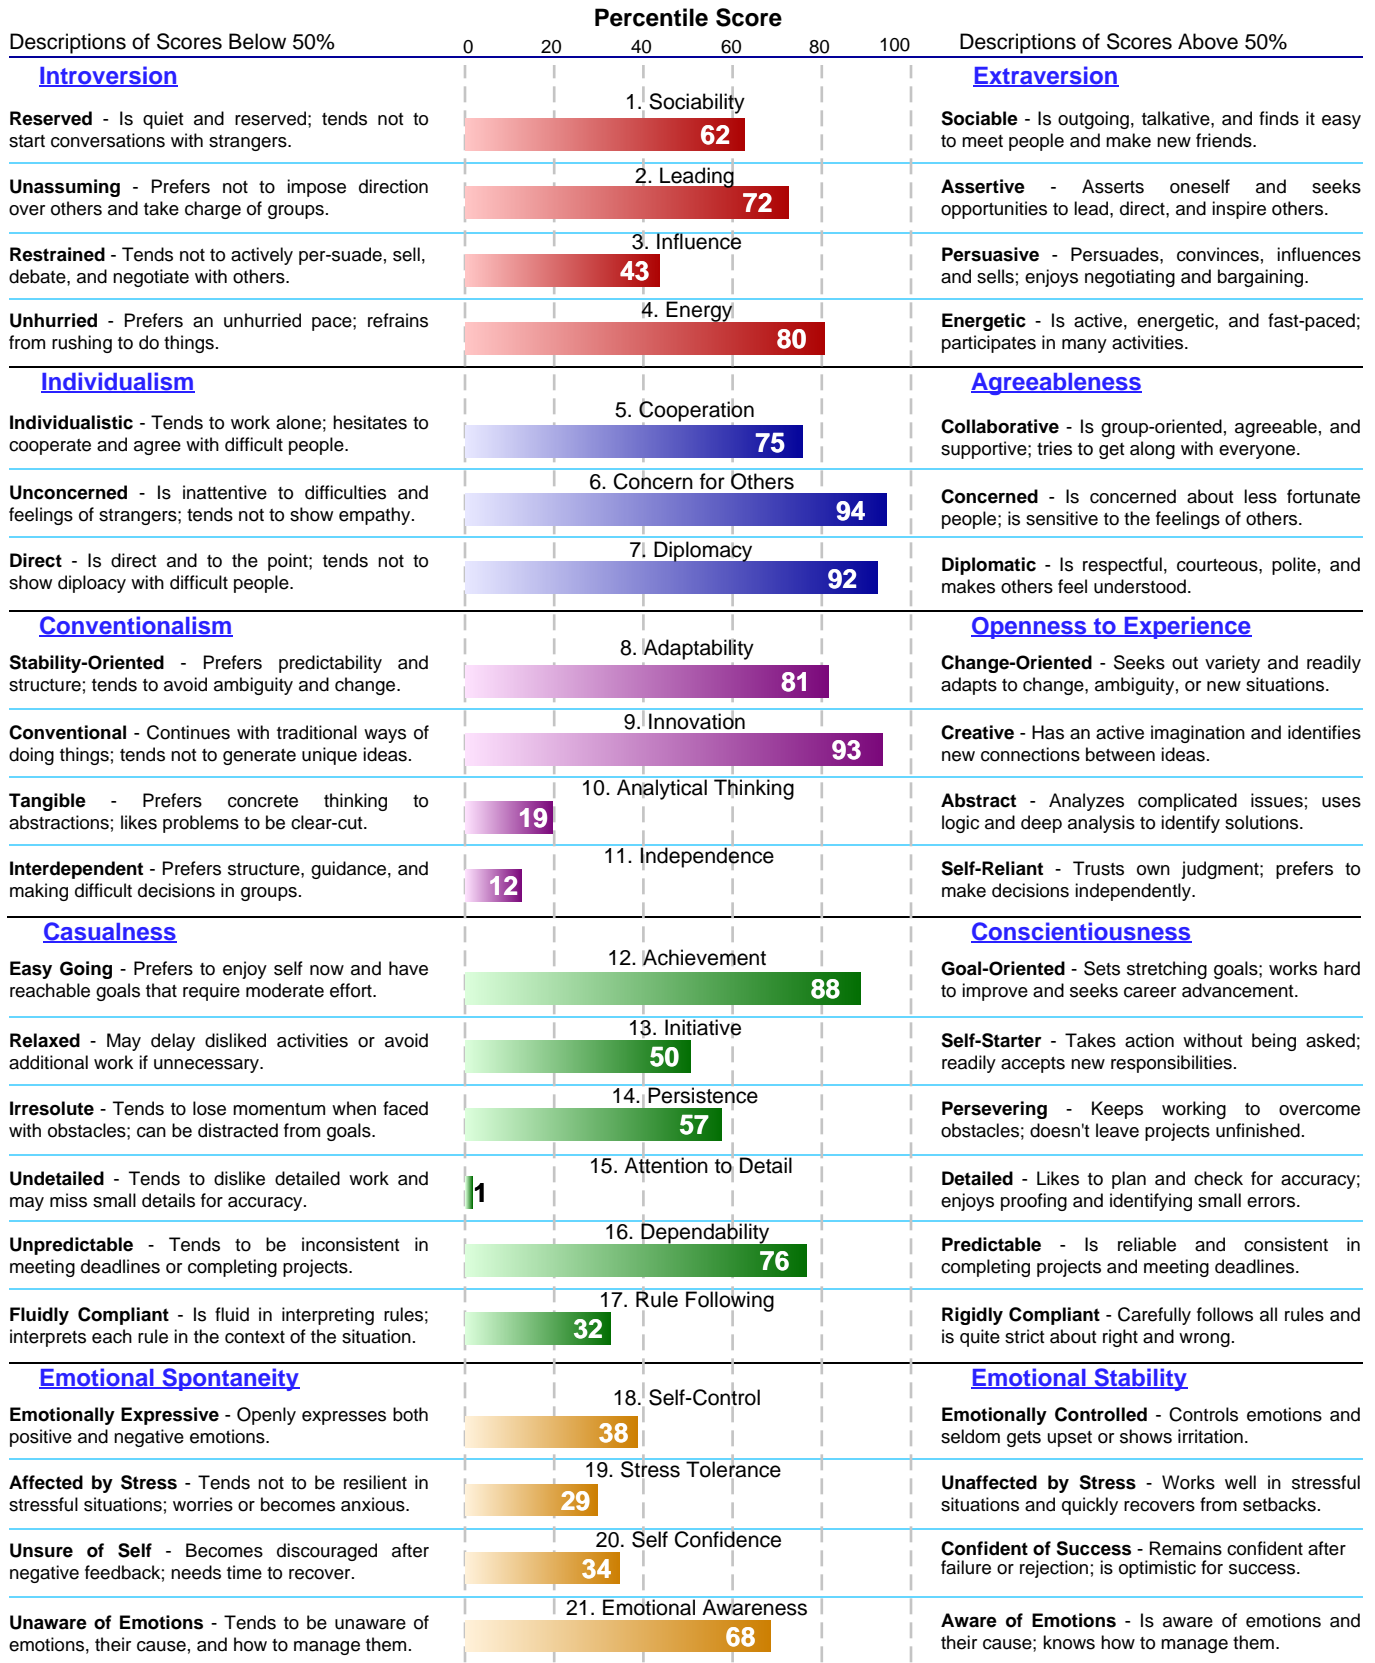 Percentile Score
Descriptions of Scores Below 50%
0 20 40 60 80 100
Descriptions of Scores Above 50%
Introversion
Extraversion
1. Sociability
Reserved - Is quiet and reserved; tends not to
start conversations with strangers.
62
Sociable - Is outgoing, talkative, and finds it easy
to meet people and make new friends.
2. Leading
Unassuming - Prefers not to impose direction
over others and take charge of groups.
72
Assertive - Asserts oneself and seeks
opportunities to lead, direct, and inspire others.
3. Influence
Restrained - Tends not to actively per-suade, sell,
debate, and negotiate with others.
43
Persuasive - Persuades, convinces, influences
and sells; enjoys negotiating and bargaining.
4. Energy
Unhurried - Prefers an unhurried pace; refrains
from rushing to do things.
80
Energetic - Is active, energetic, and fast-paced;
participates in many activities.
Individualism
Agreeableness
5. Cooperation
Individualistic - Tends to work alone; hesitates to
cooperate and agree with difficult people.
75
Collaborative - Is group-oriented, agreeable, and
supportive; tries to get along with everyone.
6. Concern for Others
Unconcerned - Is inattentive to difficulties and
feelings of strangers; tends not to show empathy.
94
Concerned - Is concerned about less fortunate
people; is sensitive to the feelings of others.
7. Diplomacy
Direct - Is direct and to the point; tends not to
show diploacy with difficult people.
92
Diplomatic - Is respectful, courteous, polite, and
makes others feel understood.
Conventionalism
Openness to Experience
8. Adaptability
Stability-Oriented - Prefers predictability and
structure; tends to avoid ambiguity and change.
81
Change-Oriented - Seeks out variety and readily
adapts to change, ambiguity, or new situations.
9. Innovation
Conventional - Continues with traditional ways of
doing things; tends not to generate unique ideas.
93
Creative - Has an active imagination and identifies
new connections between ideas.
10. Analytical Thinking
Tangible - Prefers concrete thinking to
abstractions; likes problems to be clear-cut.
19
Abstract - Analyzes complicated issues; uses
logic and deep analysis to identify solutions.
11. Independence
Interdependent - Prefers structure, guidance, and
making difficult decisions in groups.
12
Self-Reliant - Trusts own judgment; prefers to
make decisions independently.
Casualness
Conscientiousness
12. Achievement
Easy Going - Prefers to enjoy self now and have
reachable goals that require moderate effort.
88
Goal-Oriented - Sets stretching goals; works hard
to improve and seeks career advancement.
13. Initiative
Relaxed - May delay disliked activities or avoid
additional work if unnecessary.
50
Self-Starter - Takes action without being asked;
readily accepts new responsibilities.
14. Persistence
Irresolute - Tends to lose momentum when faced
with obstacles; can be distracted from goals.
57
Persevering - Keeps working to overcome
obstacles; doesn't leave projects unfinished.
15. Attention to Detail
Undetailed - Tends to dislike detailed work and
may miss small details for accuracy.
1
Detailed - Likes to plan and check for accuracy;
enjoys proofing and identifying small errors.
16. Dependability
Unpredictable - Tends to be inconsistent in
meeting deadlines or completing projects.
76
Predictable - Is reliable and consistent in
completing projects and meeting deadlines.
17. Rule Following
Fluidly Compliant - Is fluid in interpreting rules;
interprets each rule in the context of the situation.
32
Rigidly Compliant - Carefully follows all rules and
is quite strict about right and wrong.
Emotional Spontaneity
Emotional Stability
18. Self-Control
Emotionally Expressive - Openly expresses both
positive and negative emotions.
38
Emotionally Controlled - Controls emotions and
seldom gets upset or shows irritation.
19. Stress Tolerance
Affected by Stress - Tends not to be resilient in
stressful situations; worries or becomes anxious.
29
Unaffected by Stress - Works well in stressful
situations and quickly recovers from setbacks.
20. Self Confidence
Unsure of Self - Becomes discouraged after
negative feedback; needs time to recover.
34
Confident of Success - Remains confident after
failure or rejection; is optimistic for success.
21. Emotional Awareness
Unaware of Emotions - Tends to be unaware of
emotions, their cause, and how to manage them.
68
Aware of Emotions - Is aware of emotions and
their cause; knows how to manage them.